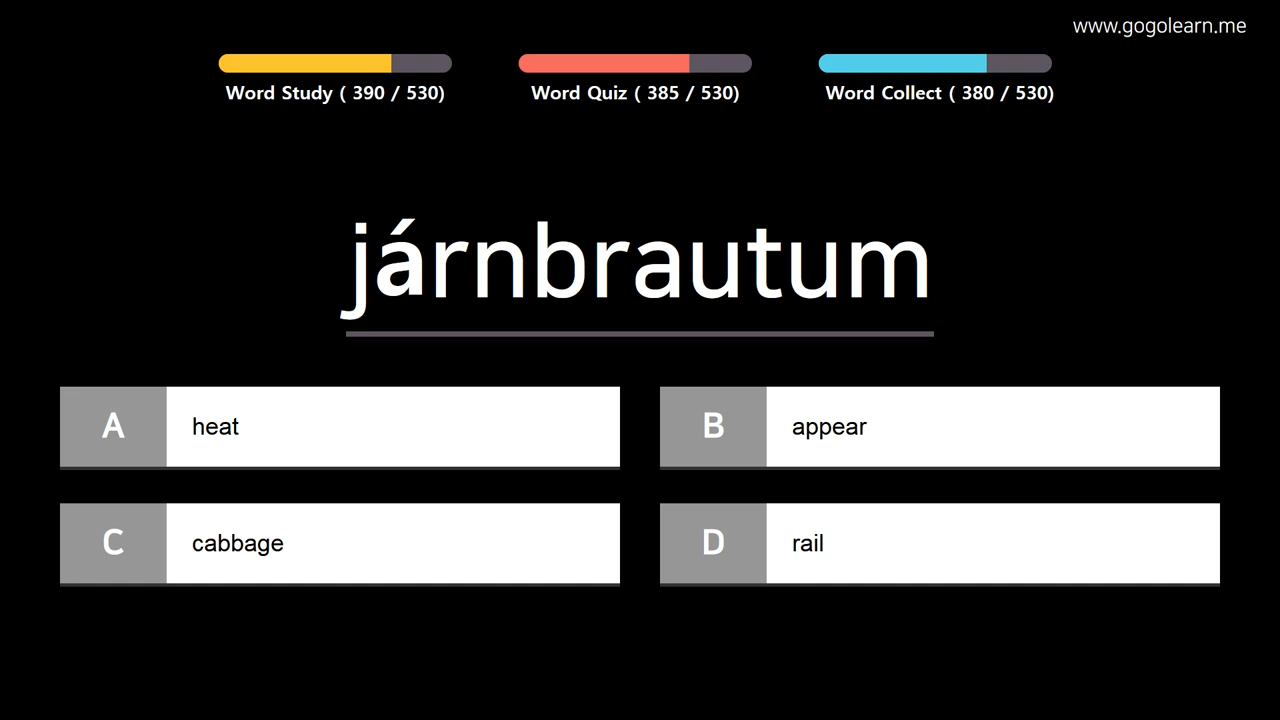 www.gogolearn.me
Word Study ( 390 / 530)
Word Quiz ( 385 / 530)
Word Collect ( 380 / 530)
járnbrautum
A heat
B appear
C cabbage
D rail